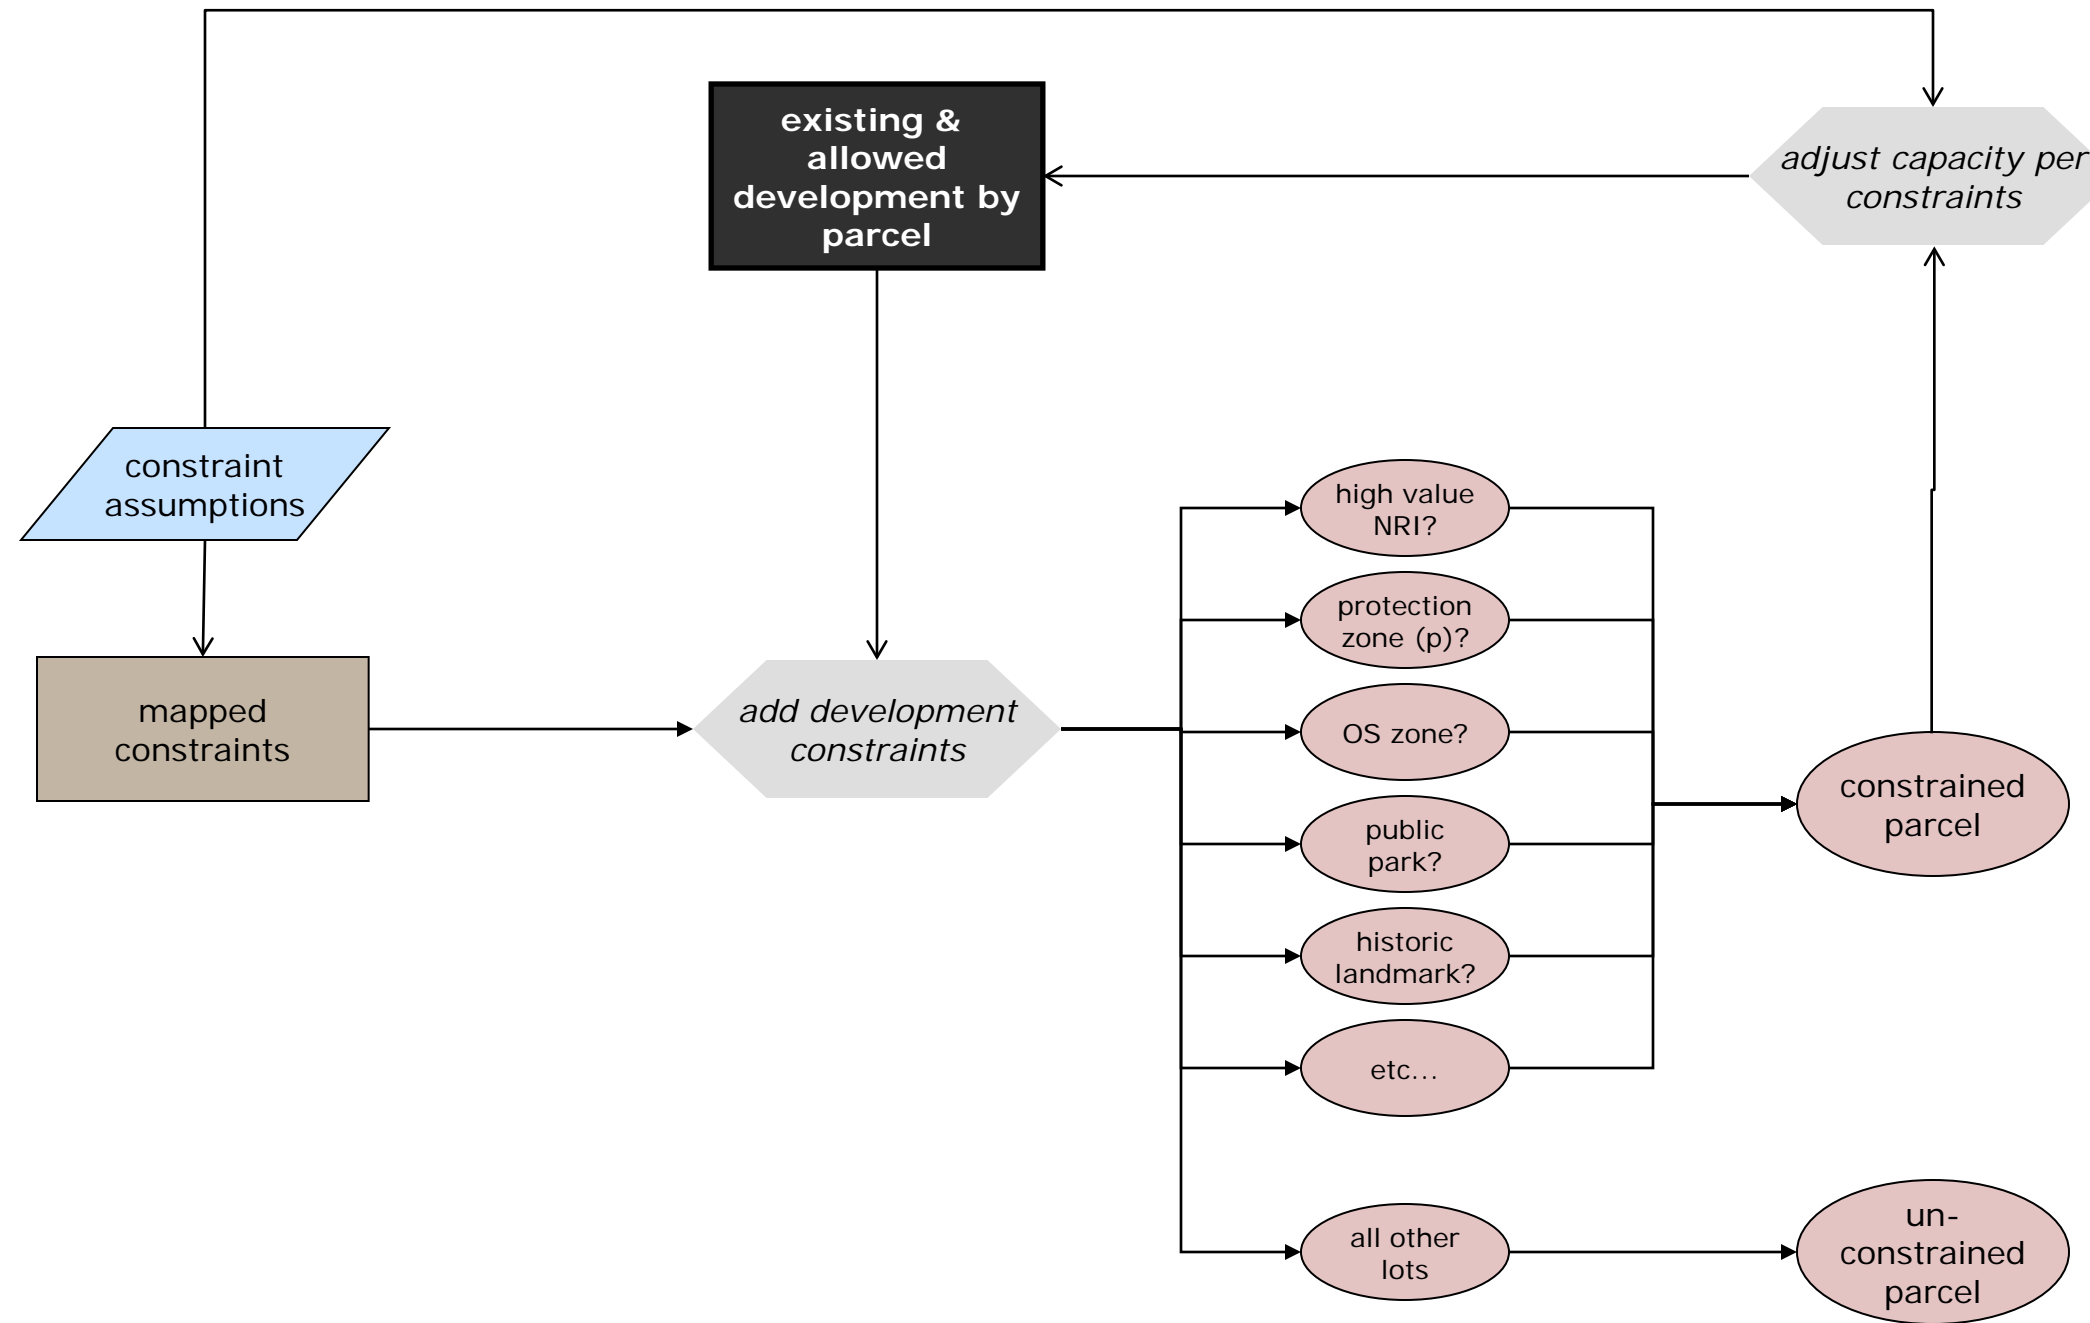 existing &
allowed
development by
parcel
adjust capacity per
constraints
constraint
assumptions
high value
NRI?
protection
zone (p)?
mapped
constraints
add development
constraints
OS zone?
public
park?
historic
landmark?
etc...
constrained
parcel
all other
lots
un-
constrained
parcel